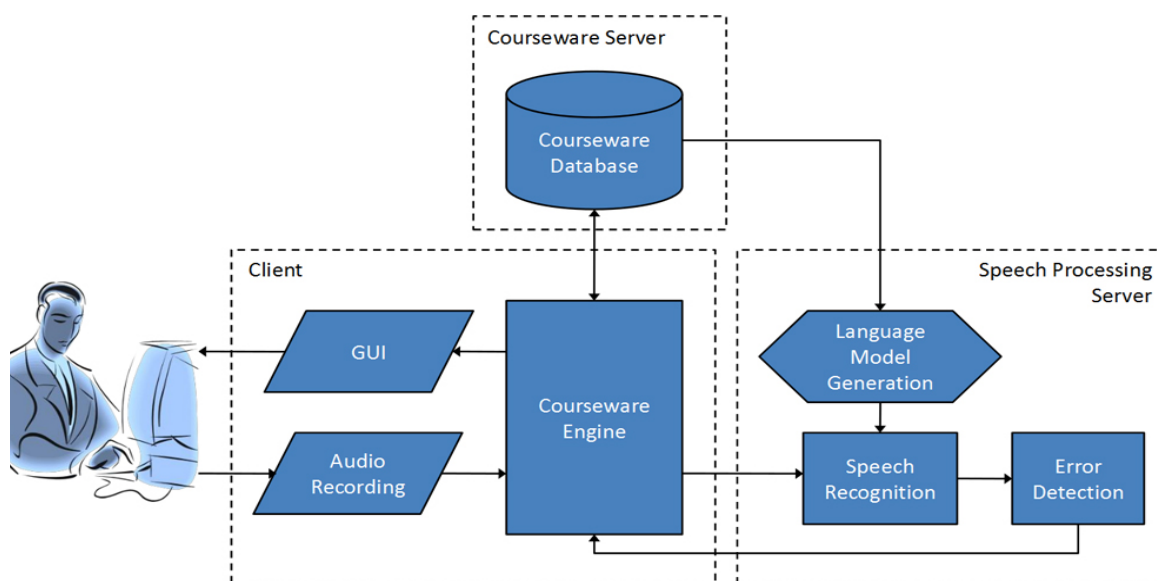 Courseware Server
Courseware
Database
Client
Speech Processing
Server
GUI
Language
Model
Generation
Courseware
Engine
Audio
Recording
Speech
Recognition
Error
Detection